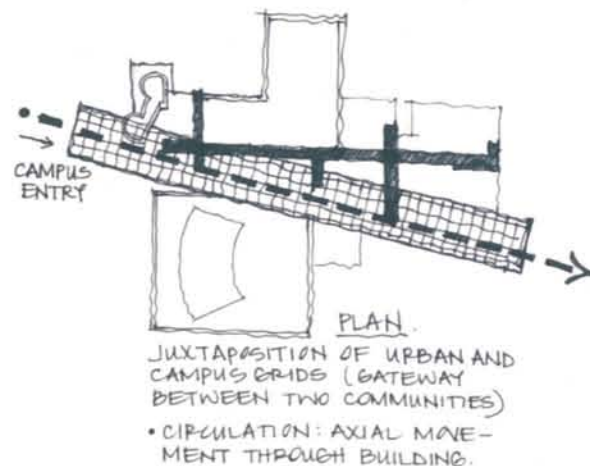 CAMPUS
ENTRY
PLAN.
JUXTAPOSITION OF URBAN AND
CAMPUS GRIDS (GATEWAY
BETWEEN TWO COMMUNITIES)
• CIRCULATION: AXIAL MOVE-
MENT THROUGH BUILDING.